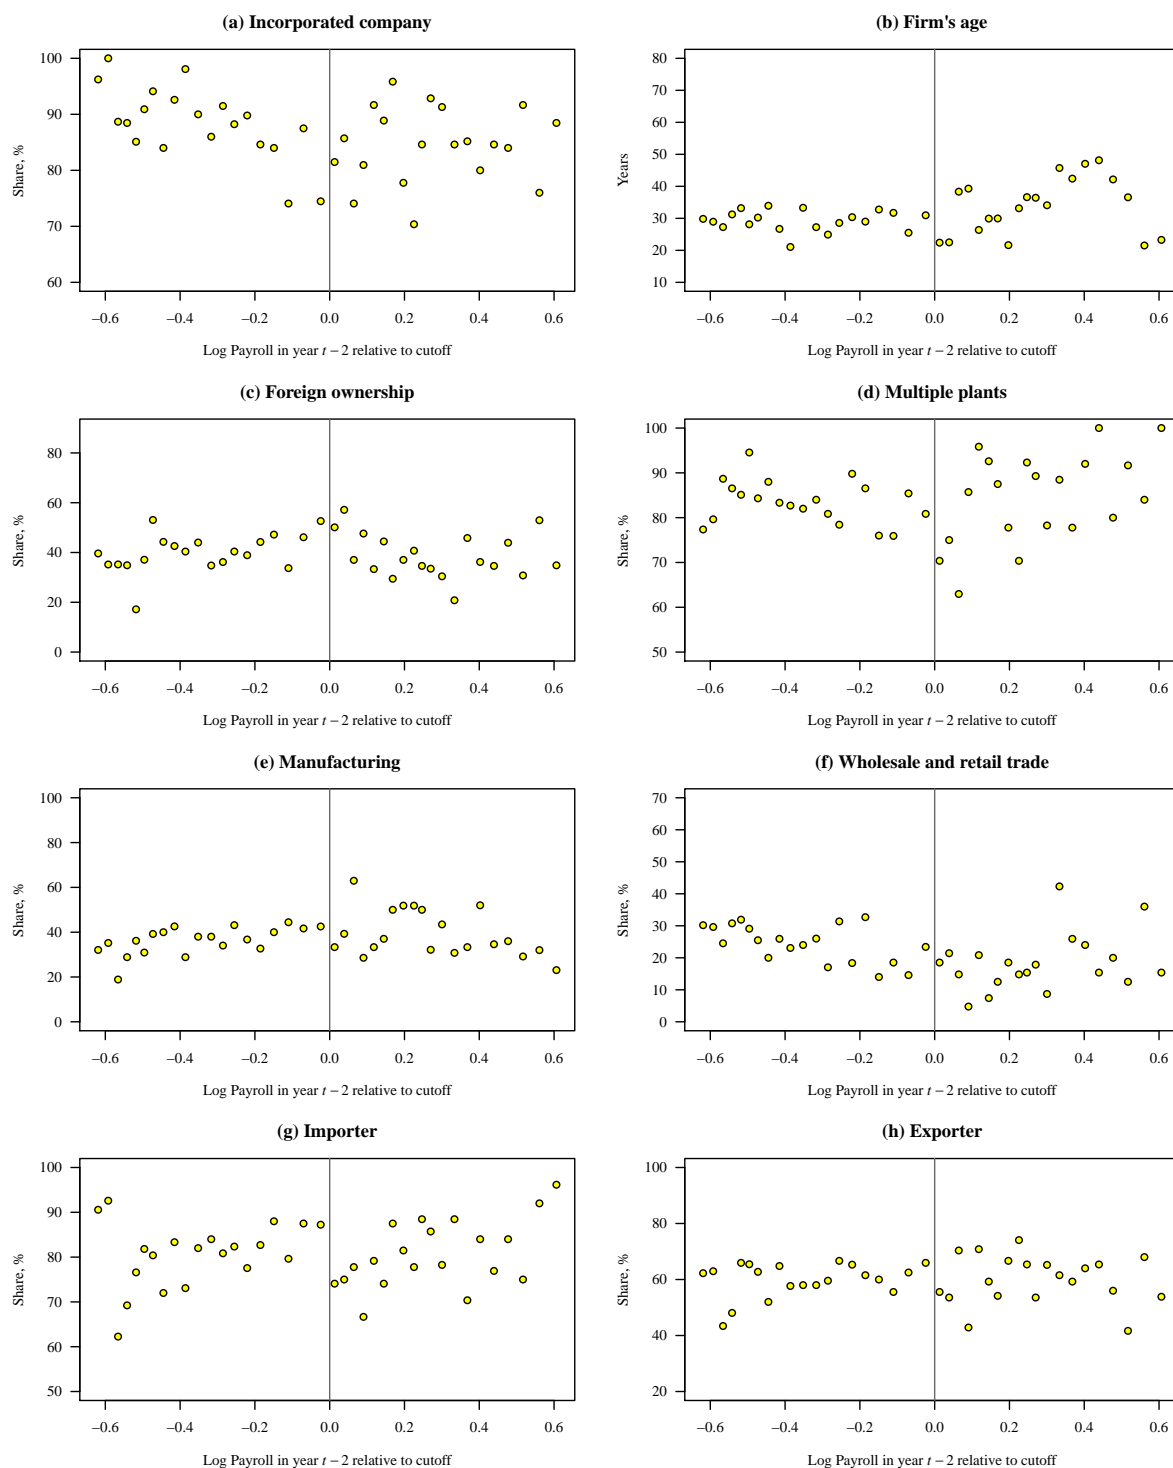 (a) Incorporated company
100
90
80
70
60
Share, %
−0.6 −0.4 −0.2 0.0 0.2 0.4 0.6
Log Payroll in year t − 2 relative to cutoff
(b) Firm's age
80
70
60
50
40
30
20
10
Years
−0.6 −0.4 −0.2 0.0 0.2 0.4 0.6
Log Payroll in year t − 2 relative to cutoff
(c) Foreign ownership
80
60
40
20
0
Share, %
−0.6 −0.4 −0.2 0.0 0.2 0.4 0.6
Log Payroll in year t − 2 relative to cutoff
(d) Multiple plants
100
90
80
70
60
50
Share, %
−0.6 −0.4 −0.2 0.0 0.2 0.4 0.6
Log Payroll in year t − 2 relative to cutoff
(e) Manufacturing
100
80
60
40
20
0
Share, %
−0.6 −0.4 −0.2 0.0 0.2 0.4 0.6
Log Payroll in year t − 2 relative to cutoff
(f) Wholesale and retail trade
70
60
50
40
30
20
10
0
Share, %
−0.6 −0.4 −0.2 0.0 0.2 0.4 0.6
Log Payroll in year t − 2 relative to cutoff
(g) Importer
100
90
80
70
60
50
Share, %
−0.6 −0.4 −0.2 0.0 0.2 0.4 0.6
Log Payroll in year t − 2 relative to cutoff
(h) Exporter
100
80
60
40
20
Share, %
−0.6 −0.4 −0.2 0.0 0.2 0.4 0.6
Log Payroll in year t − 2 relative to cutoff